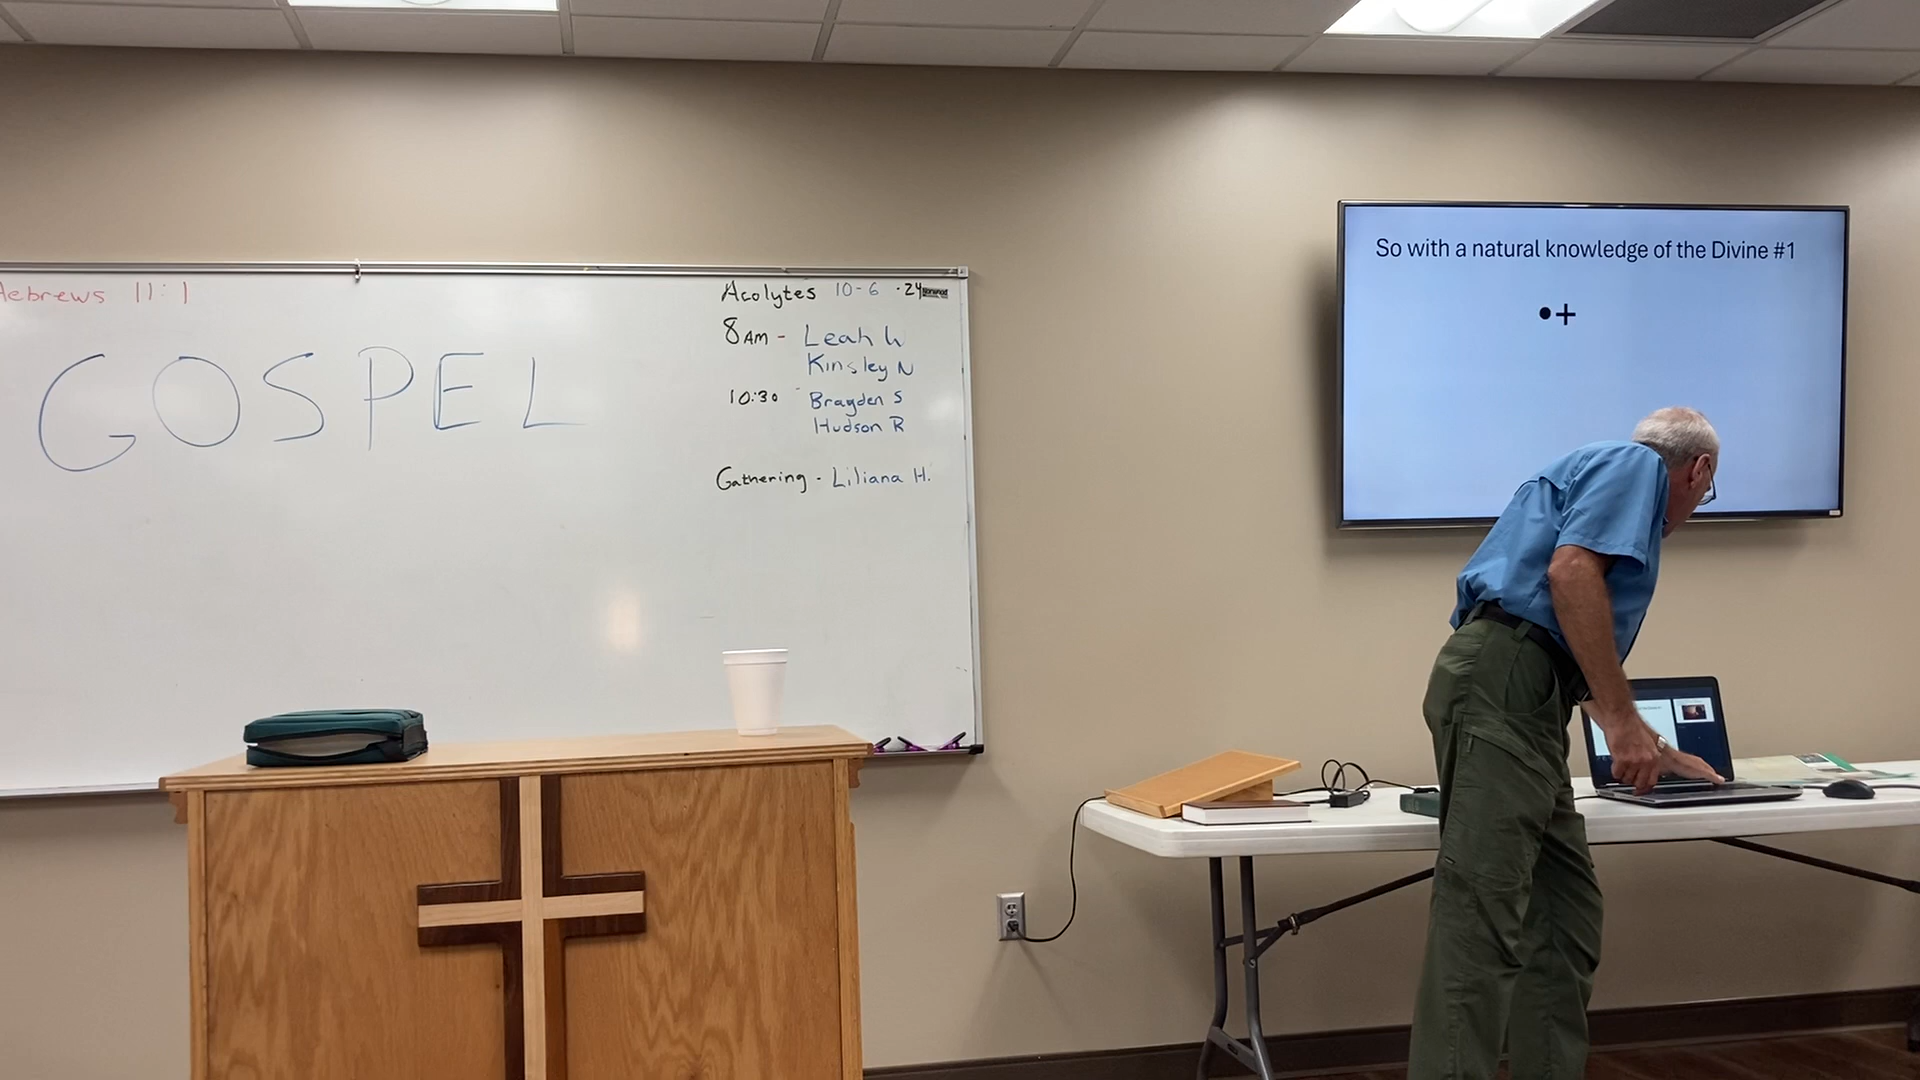 Hebrews 11:1
GOSPEL
Acolytes 10-6-24
8AM - Leah W
Kinsley N
10:30 Brayden S
Hudson R
Gathering - Liliana H.
So with a natural knowledge of the Divine #1
•+